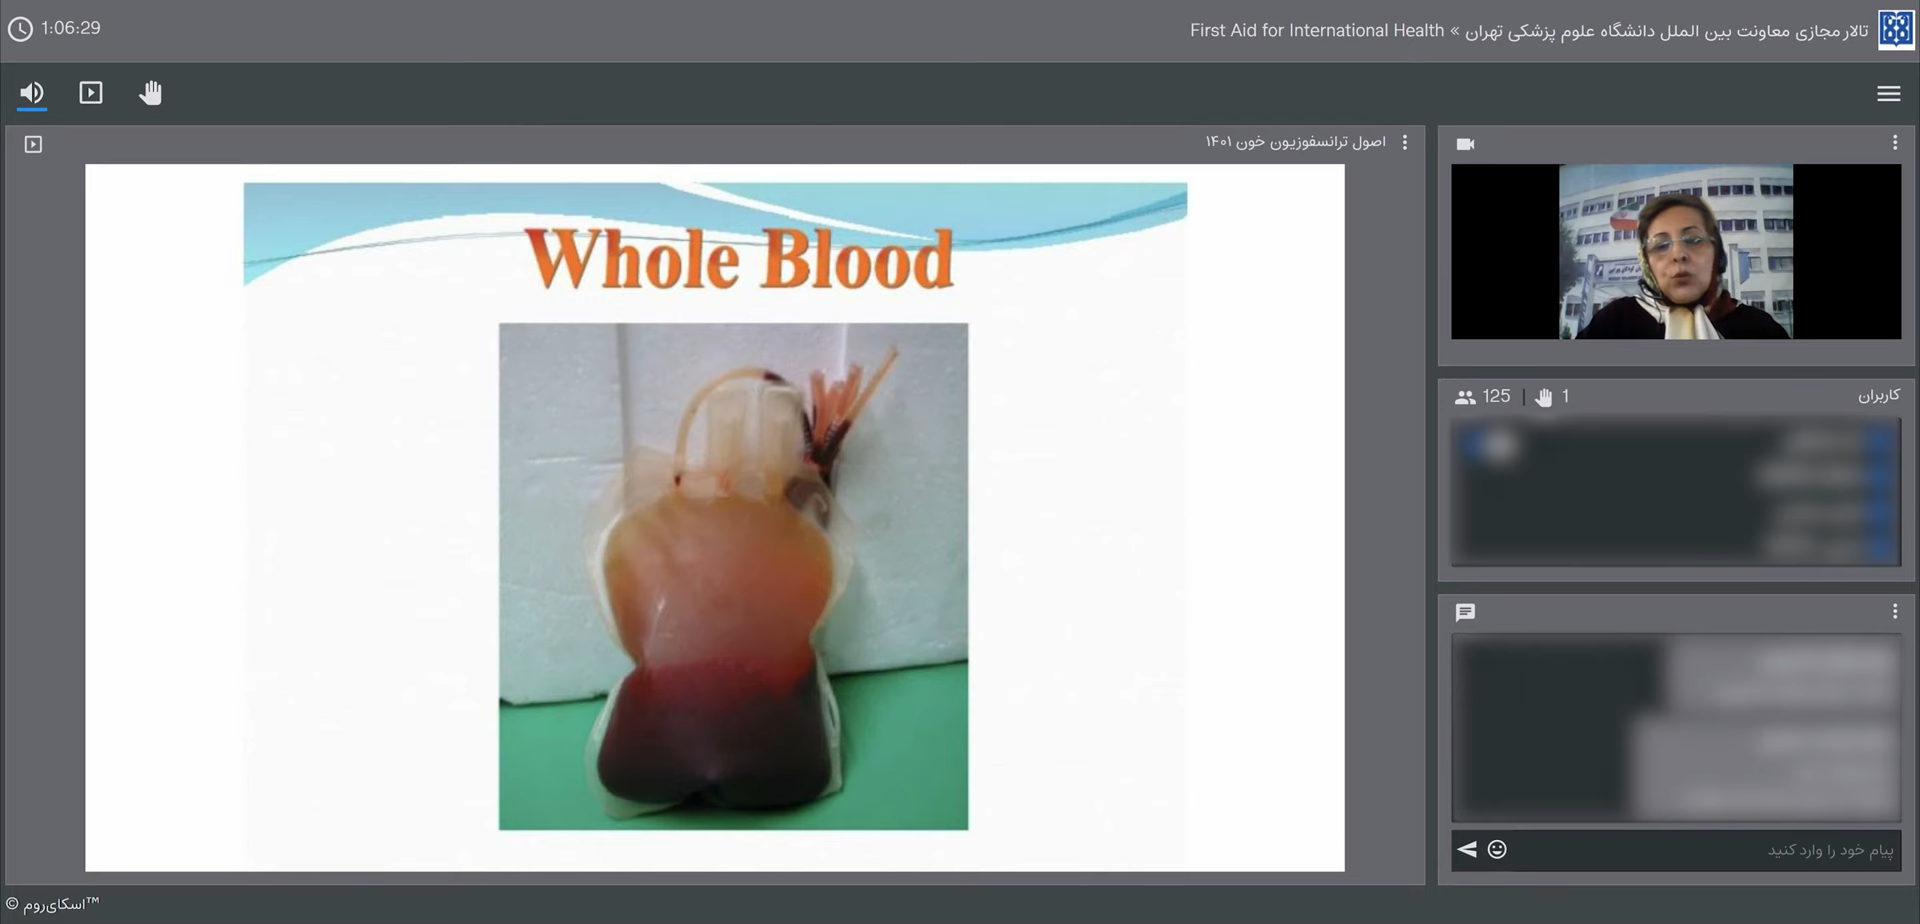 1:06:29
تالار مجازی معاونت بین الملل دانشگاه علوم پزشکی تهران » First Aid for International Health
اصول ترانسفوزیون خون ۱۴۰۱
Whole Blood
کاربران
125 | 1
پیام خود را وارد کنید
© اسکای‌روم™